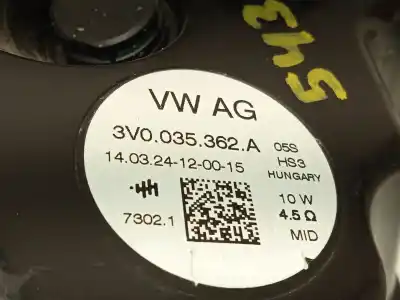 543
VW AG
3V0.035.362.A 05S
14.03.24-12-00-15 HS3
HUNGARY
10 W
7302.1 4.5 Ω
MID